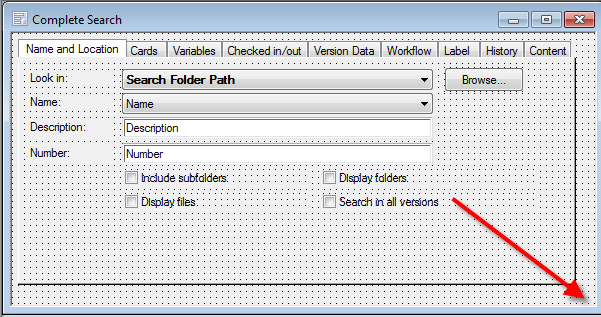 Complete Search
Name and Location Cards Variables Checked in/out Version Data Workflow Label History Content
Look in: Search Folder Path Browse...
Name: Name
Description: Description
Number: Number
Include subfolders Display folders
Display files Search in all versions